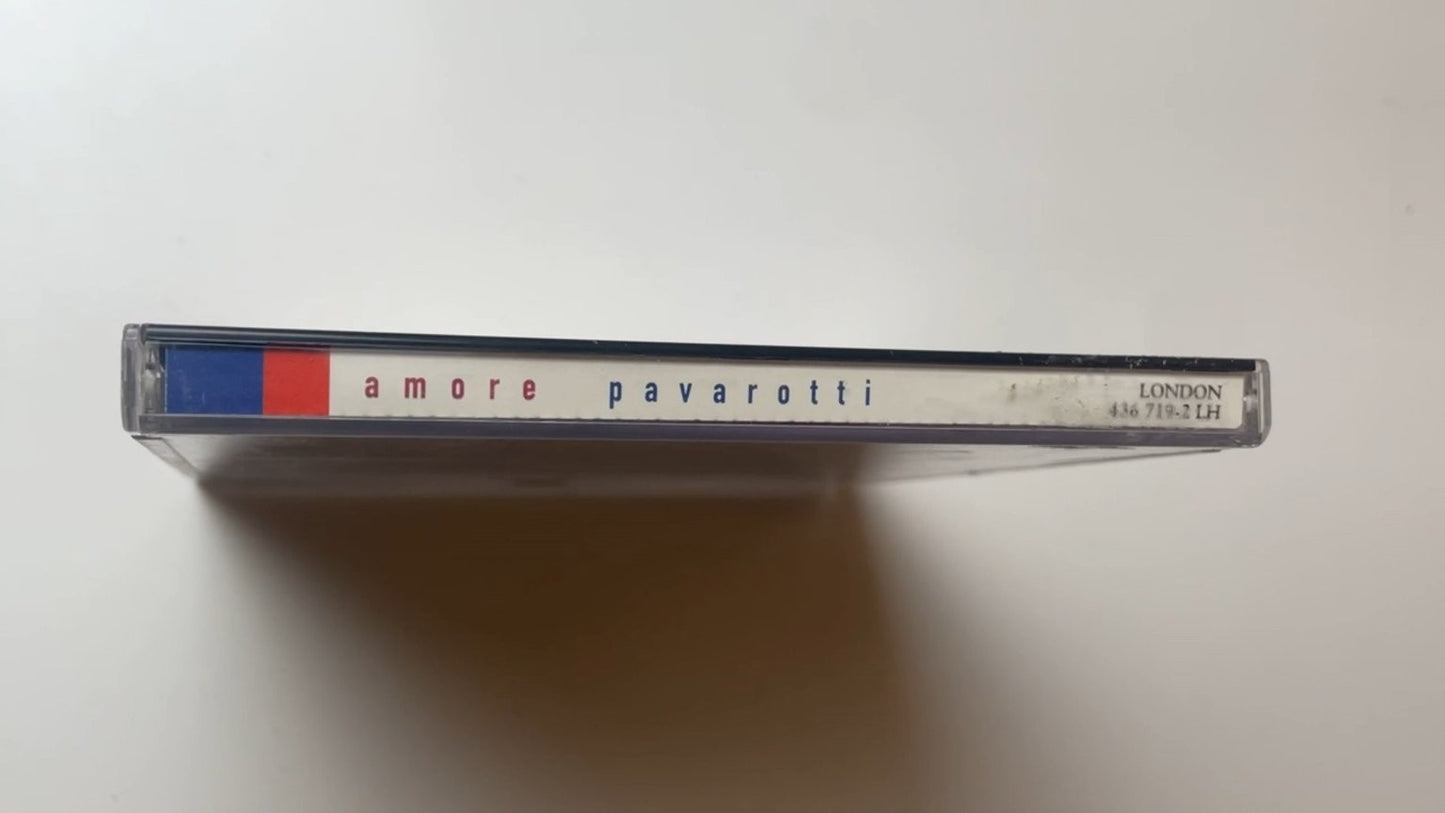 amore pavarotti
LONDON
436 719-2 LH